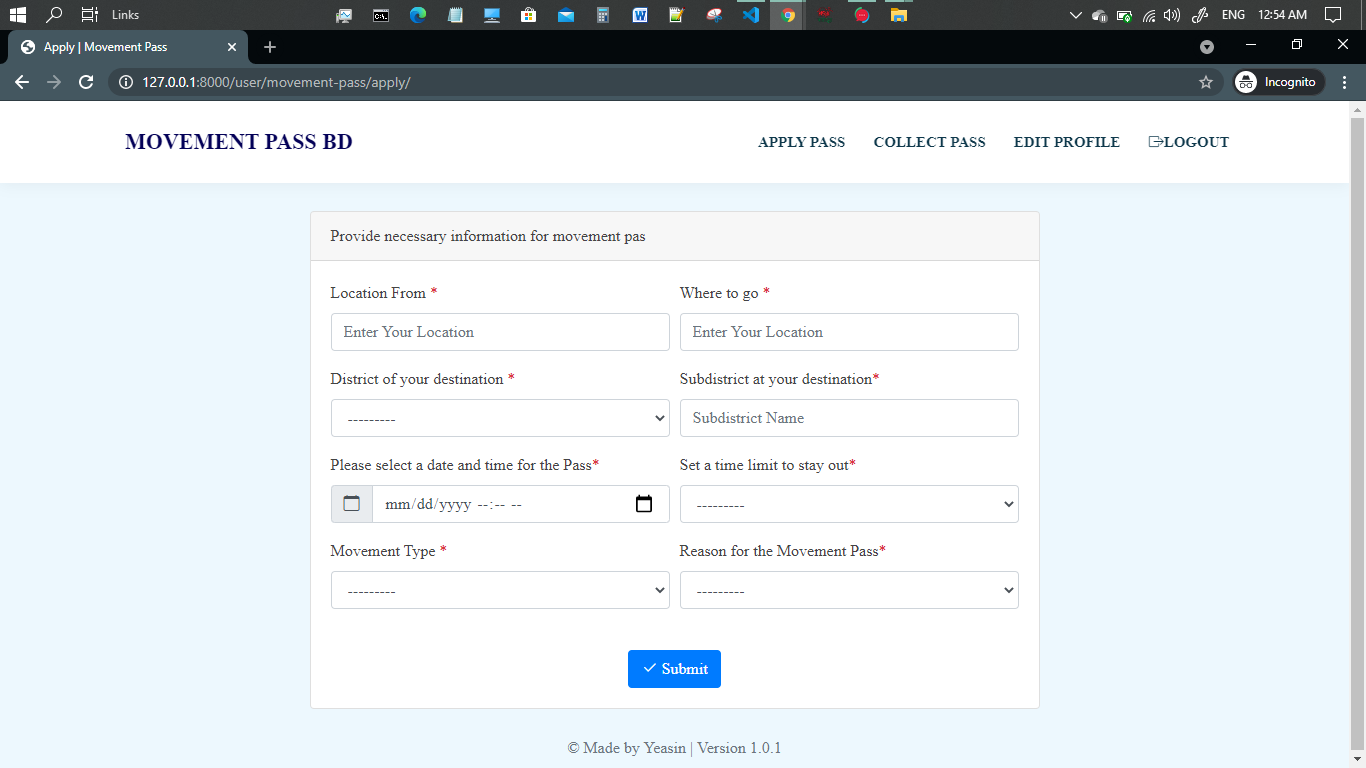 Links
ENG 12:54 AM
Apply | Movement Pass
127.0.0.1:8000/user/movement-pass/apply/
Incognito
MOVEMENT PASS BD
APPLY PASS COLLECT PASS EDIT PROFILE LOGOUT
Provide necessary information for movement pas
Location From * Where to go *
Enter Your Location Enter Your Location
District of your destination * Subdistrict at your destination*
--------- Subdistrict Name
Please select a date and time for the Pass* Set a time limit to stay out*
mm/dd/yyyy --:-- -- ---------
Movement Type * Reason for the Movement Pass*
--------- ---------
Submit
© Made by Yeasin | Version 1.0.1